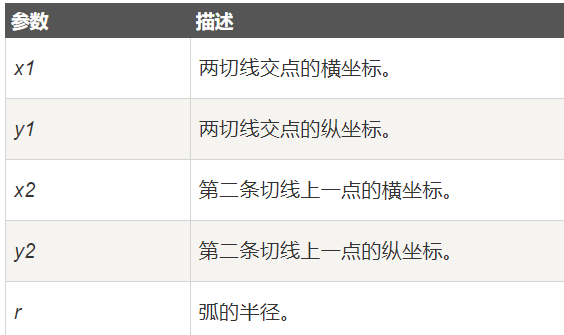 参数 描述
x1 两切线交点的横坐标。
y1 两切线交点的纵坐标。
x2 第二条切线上一点的横坐标。
y2 第二条切线上一点的纵坐标。
r 弧的半径。